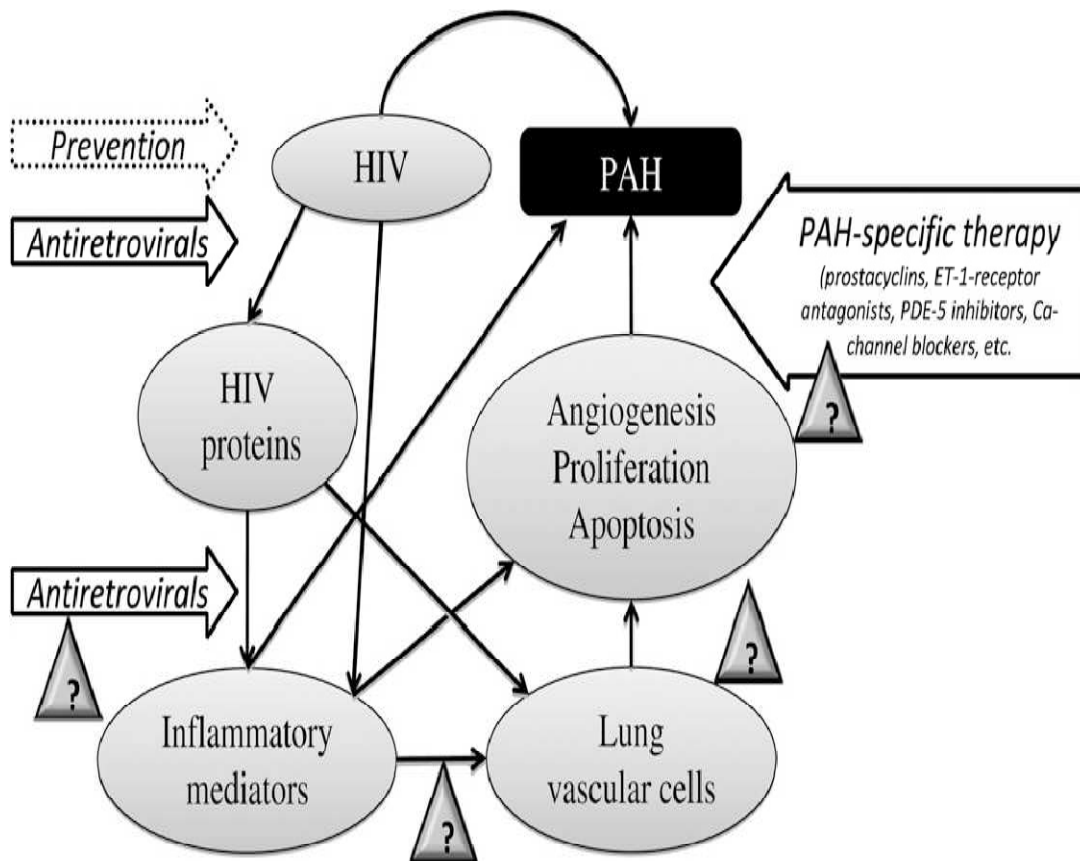 Prevention
HIV
PAH
Antiretrovirals
PAH-specific therapy
(prostacyclins, ET-1-receptor
antagonists, PDE-5 inhibitors, Ca-
channel blockers, etc.
HIV
proteins
Angiogenesis
Proliferation
Apoptosis
?
Antiretrovirals
?
?
Inflammatory
mediators
Lung
vascular cells
?